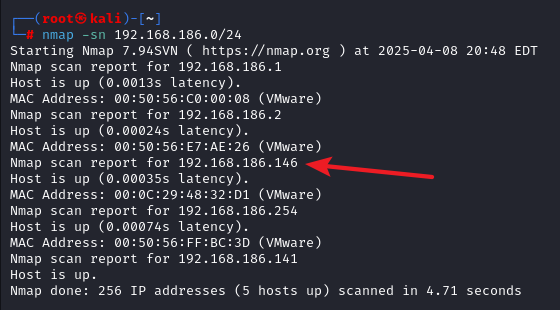 ┌──(root㉿kali)-[~]
└─# nmap -sn 192.168.186.0/24
Starting Nmap 7.94SVN ( https://nmap.org ) at 2025-04-08 20:48 EDT
Nmap scan report for 192.168.186.1
Host is up (0.0013s latency).
MAC Address: 00:50:56:C0:00:08 (VMware)
Nmap scan report for 192.168.186.2
Host is up (0.00024s latency).
MAC Address: 00:50:56:E7:AE:26 (VMware)
Nmap scan report for 192.168.186.146
Host is up (0.00035s latency).
MAC Address: 00:0C:29:48:32:D1 (VMware)
Nmap scan report for 192.168.186.254
Host is up (0.00074s latency).
MAC Address: 00:50:56:FF:BC:3D (VMware)
Nmap scan report for 192.168.186.141
Host is up.
Nmap done: 256 IP addresses (5 hosts up) scanned in 4.71 seconds